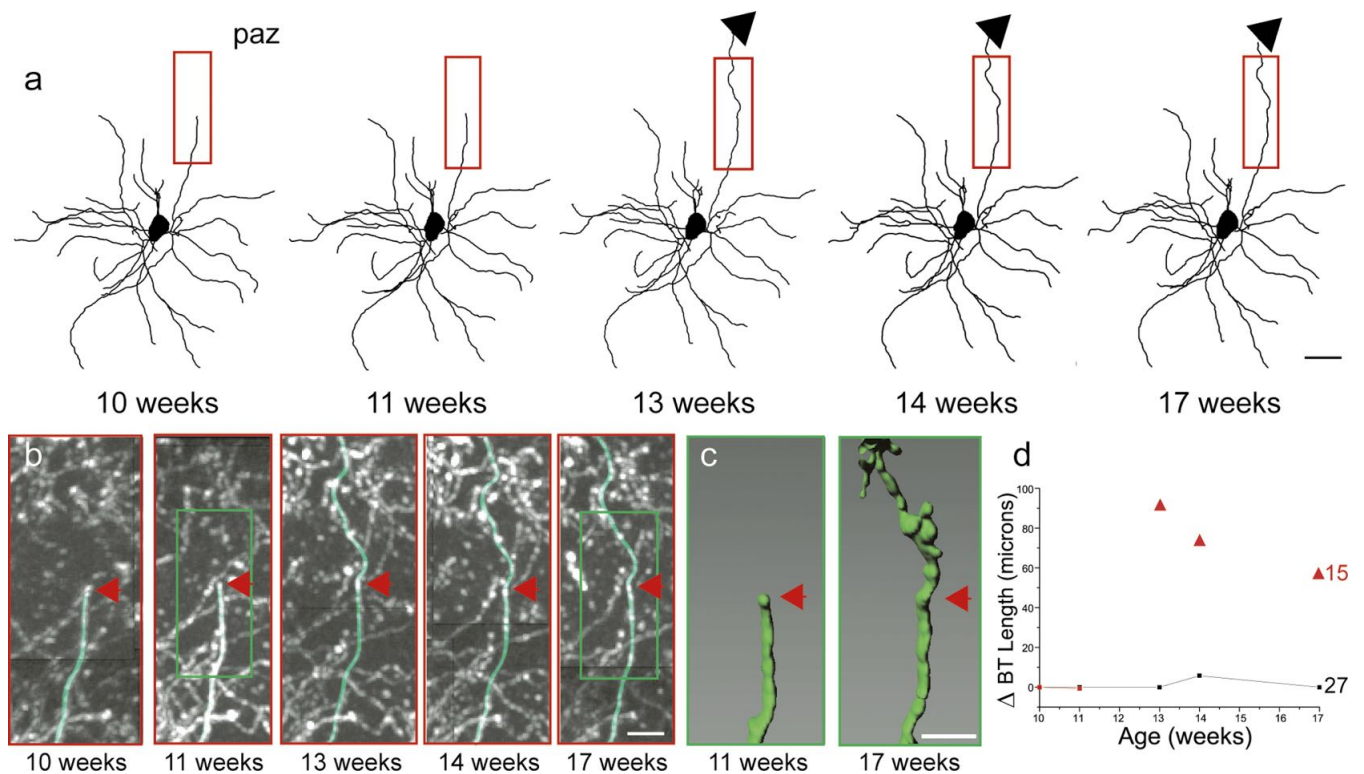 paz
a
10 weeks
11 weeks
13 weeks
14 weeks
17 weeks
b
c
d
10 weeks
11 weeks
13 weeks
14 weeks
17 weeks
11 weeks
17 weeks
Δ BT Length (microns)
100
80
60
40
20
0
15
27
10
11
12
13
14
15
16
17
Age (weeks)